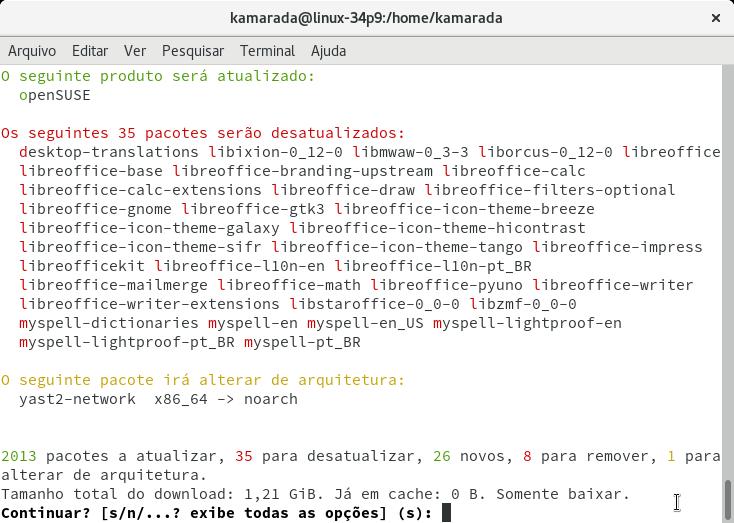 kamarada@linux-34p9:/home/kamarada
Arquivo Editar Ver Pesquisar Terminal Ajuda
O seguinte produto será atualizado:
openSUSE
Os seguintes 35 pacotes serão desatualizados:
desktop-translations libixion-0_12-0 libmwaw-0_3-3 liborcus-0_12-0 libreoffice
libreoffice-base libreoffice-branding-upstream libreoffice-calc
libreoffice-calc-extensions libreoffice-draw libreoffice-filters-optional
libreoffice-gnome libreoffice-gtk3 libreoffice-icon-theme-breeze
libreoffice-icon-theme-galaxy libreoffice-icon-theme-hicontrast
libreoffice-icon-theme-sifr libreoffice-icon-theme-tango libreoffice-impress
libreofficekit libreoffice-l10n-en libreoffice-l10n-pt_BR
libreoffice-mailmerge libreoffice-math libreoffice-pyuno libreoffice-writer
libreoffice-writer-extensions libstaroffice-0_0-0 libzmf-0_0-0
myspell-dictionaries myspell-en myspell-en_US myspell-lightproof-en
myspell-lightproof-pt_BR myspell-pt_BR
O seguinte pacote irá alterar de arquitetura:
yast2-network  x86_64 -> noarch
2013 pacotes a atualizar, 35 para desatualizar, 26 novos, 8 para remover, 1 para
alterar de arquitetura.
Tamanho total do download: 1,21 GiB. Já em cache: 0 B. Somente baixar.
Continuar? [s/n/...? exibe todas as opções] (s):